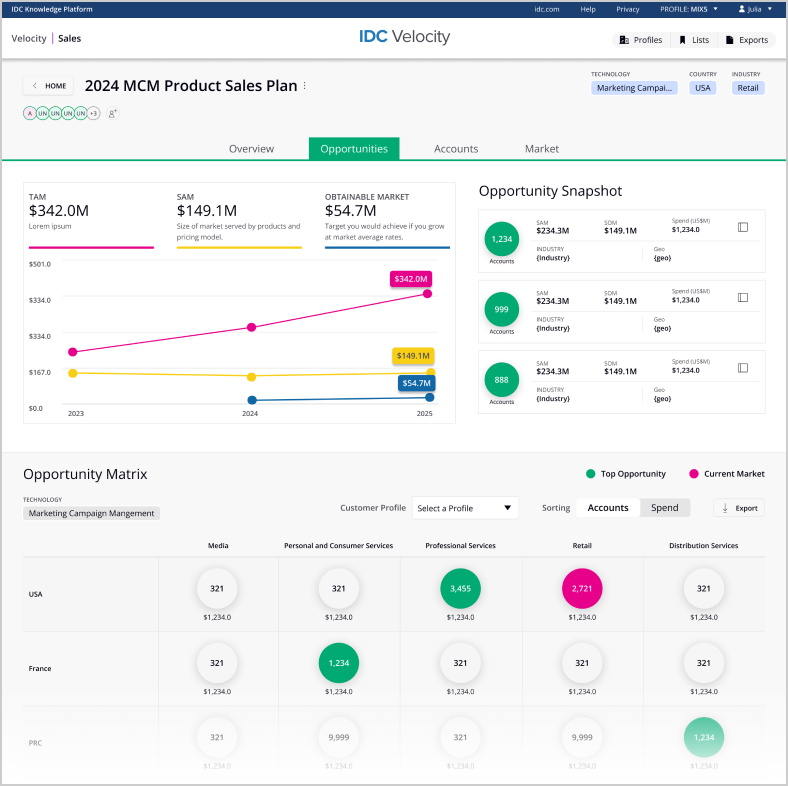 IDC Knowledge Platform
idc.com Help Privacy PROFILE: MIX5 Julia
Velocity Sales
IDC Velocity
Profiles Lists Exports
HOME
2024 MCM Product Sales Plan
TECHNOLOGY COUNTRY INDUSTRY
Marketing Campai... USA Retail
A UN UN UN UN +3
Overview Opportunities Accounts Market
TAM
$342.0M
Lorem ipsum
SAM
$149.1M
Size of market served by products and
pricing model.
OBTAINABLE MARKET
$54.7M
Target you would achieve if you grow
at market average rates.
$501.0
$334.0
$334.0
$167.0
$0.0
$342.0M
$149.1M
$54.7M
2023 2024 2025
Opportunity Snapshot
1,234
Accounts
SAM SOM Spend (US$M)
$234.3M $149.1M $1,234.0
INDUSTRY Geo
{Industry} {geo}
999
Accounts
SAM SOM Spend (US$M)
$234.3M $149.1M $1,234.0
INDUSTRY Geo
{Industry} {geo}
888
Accounts
SAM SOM Spend (US$M)
$234.3M $149.1M $1,234.0
INDUSTRY Geo
{Industry} {geo}
Opportunity Matrix
Top Opportunity Current Market
TECHNOLOGY
Marketing Campaign Mangement
Customer Profile Select a Profile Sorting Accounts Spend Export
Media Personal and Consumer Services Professional Services Retail Distribution Services
USA 321 321 3,455 2,721 321
$1,234.0 $1,234.0 $1,234.0 $1,234.0 $1,234.0
France 321 1,234 321 321 321
$1,234.0 $1,234.0 $1,234.0 $1,234.0 $1,234.0
PRC 321 9,999 321 9,999 1,234
$1,234.0 $1,234.0 $1,234.0 $1,234.0 $1,234.0